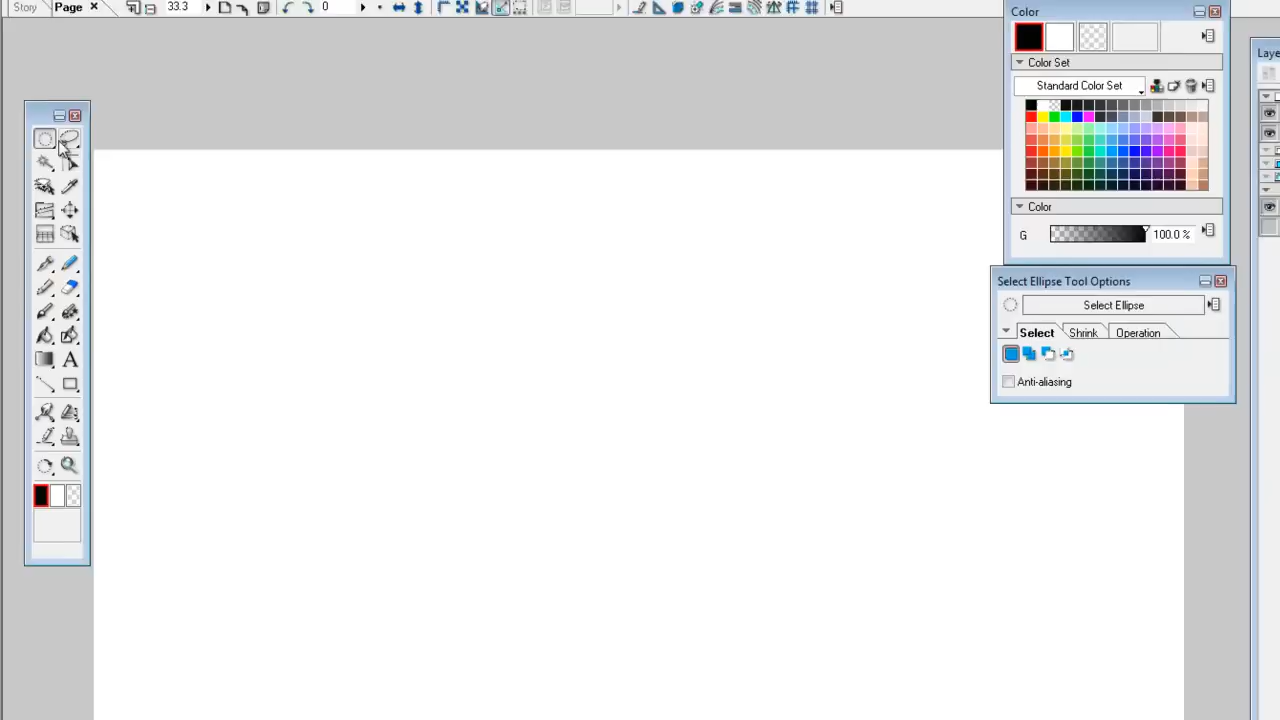 Story Page 33.3 0
Color
Color Set
Standard Color Set
Color
G 100.0 %
Select Ellipse Tool Options
Select Ellipse
Select Shrink Operation
Anti-aliasing
A